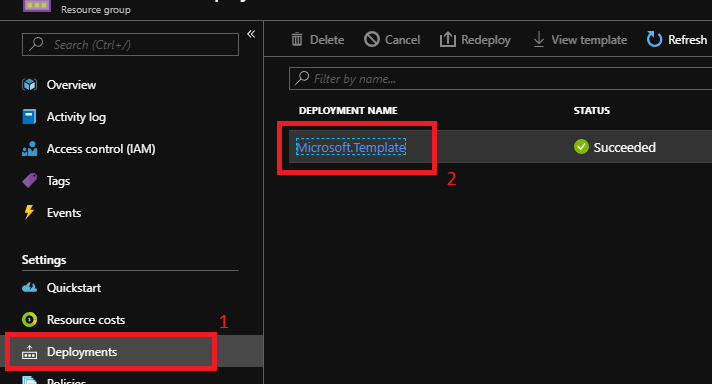 Resource group
Search (Ctrl+/)
«
Overview
Activity log
Access control (IAM)
Tags
Events
Settings
Quickstart
Resource costs
1
Deployments
Policies
Delete
Cancel
Redeploy
View template
Refresh
Filter by name...
DEPLOYMENT NAME
STATUS
Microsoft.Template
Succeeded
2